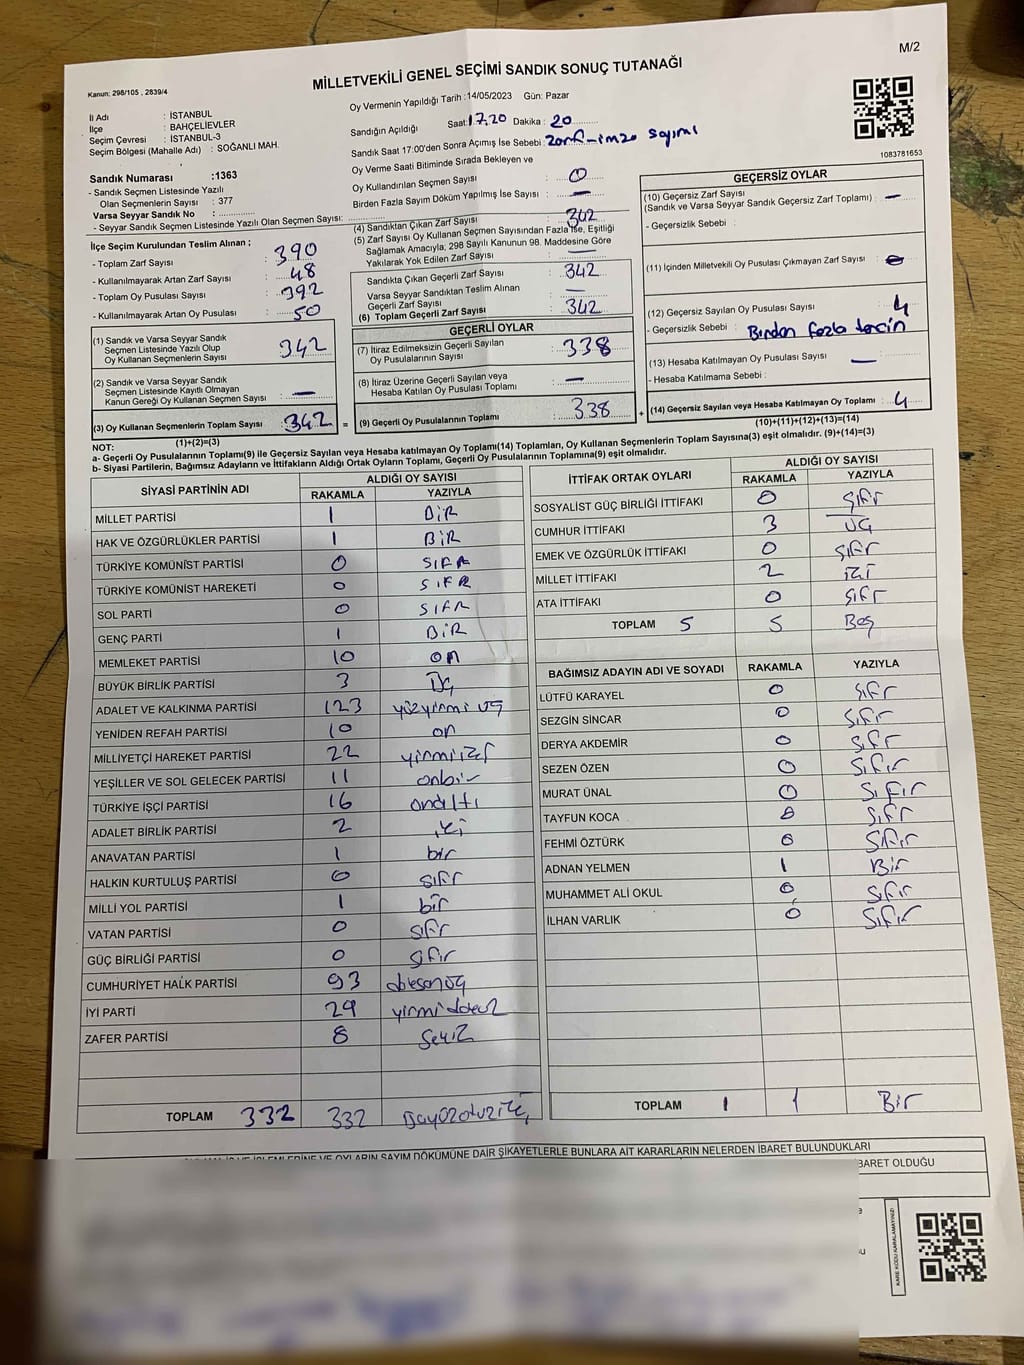 M/2
MİLLETVEKİLİ GENEL SEÇİMİ SANDIK SONUÇ TUTANAĞI
Kanun: 298/105 , 2839/4
Oy Vermenin Yapıldığı Tarih :14/05/2023 Gün: Pazar
İl Adı : İSTANBUL
İlçe : BAHÇELİEVLER
Seçim Çevresi : İSTANBUL-3
Seçim Bölgesi (Mahalle Adı) : SOĞANLI MAH.
Sandığın Açıldığı Saat:17.20 Dakika : 20
Sandık Saat 17:00'den Sonra Açımış İse Sebebi : Zarf-imza sayımı
Oy Verme Saati Bitiminde Sırada Bekleyen ve
Oy Kullandırılan Seçmen Sayısı : 0
Birden Fazla Sayım Döküm Yapılmış İse Sayısı : —
1083781653
Sandık Numarası :1363
- Sandık Seçmen Listesinde Yazılı
Olan Seçmenlerin Sayısı : 377
Varsa Seyyar Sandık No :
- Seyyar Sandık Seçmen Listesinde Yazılı Olan Seçmen Sayısı:
İlçe Seçim Kurulundan Teslim Alınan ;
- Toplam Zarf Sayısı : 390
- Kullanılmayarak Artan Zarf Sayısı : 48
- Toplam Oy Pusulası Sayısı : 392
- Kullanılmayarak Artan Oy Pusulası : 50
(1) Sandık ve Varsa Seyyar Sandık
Seçmen Listesinde Yazılı Olup
Oy Kullanan Seçmenlerin Sayısı : 342
(2) Sandık ve Varsa Seyyar Sandık
Seçmen Listesinde Kayıtlı Olmayan
Kanun Gereği Oy Kullanan Seçmen Sayısı : —
(3) Oy Kullanan Seçmenlerin Toplam Sayısı : 342
(1)+(2)=(3)
(4) Sandıktan Çıkan Zarf Sayısı : 342
(5) Zarf Sayısı Oy Kullanan Seçmen Sayısından Fazla İse, Eşitliği
Sağlamak Amacıyla; 298 Sayılı Kanunun 98. Maddesine Göre
Yakılarak Yok Edilen Zarf Sayısı : —
Sandıkta Çıkan Geçerli Zarf Sayısı : 342
Varsa Seyyar Sandıktan Teslim Alınan
Geçerli Zarf Sayısı : —
(6) Toplam Geçerli Zarf Sayısı : 342
GEÇERLİ OYLAR
(7) İtiraz Edilmeksizin Geçerli Sayılan
Oy Pusulalarının Sayısı : 338
(8) İtiraz Üzerine Geçerli Sayılan veya
Hesaba Katılan Oy Pusulası Toplamı : —
= (9) Geçerli Oy Pusulalarının Toplamı : 338
GEÇERSİZ OYLAR
(10) Geçersiz Zarf Sayısı
(Sandık ve Varsa Seyyar Sandık Geçersiz Zarf Toplamı) : —
- Geçersizlik Sebebi :
(11) İçinden Milletvekili Oy Pusulası Çıkmayan Zarf Sayısı :
(12) Geçersiz Sayılan Oy Pusulası Sayısı : 4
- Geçersizlik Sebebi : Birden fazla tercin
(13) Hesaba Katılmayan Oy Pusulası Sayısı : —
- Hesaba Katılmama Sebebi :
+ (14) Geçersiz Sayılan veya Hesaba Katılmayan Oy Toplamı : 4
(10)+(11)+(12)+(13)=(14)
NOT:
a- Geçerli Oy Pusulalarının Toplamı(9) ile Geçersiz Sayılan veya Hesaba katılmayan Oy Toplamı(14) Toplamları, Oy Kullanan Seçmenlerin Toplam Sayısına(3) eşit olmalıdır. (9)+(14)=(3)
b- Siyasi Partilerin, Bağımsız Adayların ve İttifakların Aldığı Ortak Oyların Toplamı, Geçerli Oy Pusulalarının Toplamına(9) eşit olmalıdır.
SİYASİ PARTİNİN ADI ALDIĞI OY SAYISI
RAKAMLA YAZIYLA
MİLLET PARTİSİ 1 BİR
HAK VE ÖZGÜRLÜKLER PARTİSİ 1 BİR
TÜRKİYE KOMÜNİST PARTİSİ 0 SIFR
TÜRKİYE KOMÜNİST HAREKETİ 0 SIFR
SOL PARTİ 0 SIFR
GENÇ PARTİ 1 BİR
MEMLEKET PARTİSİ 10 on
BÜYÜK BİRLİK PARTİSİ 3 Üç
ADALET VE KALKINMA PARTİSİ 123 yüzyirmi üç
YENİDEN REFAH PARTİSİ 10 on
MİLLİYETÇİ HAREKET PARTİSİ 22 yirmiiki
YEŞİLLER VE SOL GELECEK PARTİSİ 11 onbir
TÜRKİYE İŞÇİ PARTİSİ 16 onaltı
ADALET BİRLİK PARTİSİ 2 iki
ANAVATAN PARTİSİ 1 bir
HALKIN KURTULUŞ PARTİSİ 0 sıfır
MİLLİ YOL PARTİSİ 1 bir
VATAN PARTİSİ 0 sıfır
GÜÇ BİRLİĞİ PARTİSİ 0 sıfır
CUMHURİYET HALK PARTİSİ 93 doksanüç
İYİ PARTİ 29 yirmidokuz
ZAFER PARTİSİ 8 Sekiz
TOPLAM 332 332 üçyüzotuziki
İTTİFAK ORTAK OYLARI ALDIĞI OY SAYISI
RAKAMLA YAZIYLA
SOSYALİST GÜÇ BİRLİĞİ İTTİFAKI 0 sıfır
CUMHUR İTTİFAKI 3 ÜÇ
EMEK VE ÖZGÜRLÜK İTTİFAKI 0 sıfır
MİLLET İTTİFAKI 2 iki
ATA İTTİFAKI 0 sıfır
TOPLAM 5 5 Beş
BAĞIMSIZ ADAYIN ADI VE SOYADI RAKAMLA YAZIYLA
LÜTFÜ KARAYEL 0 sıfır
SEZGİN SİNCAR 0 sıfır
DERYA AKDEMİR 0 sıfır
SEZEN ÖZEN 0 Sıfır
MURAT ÜNAL 0 Sıfır
TAYFUN KOCA 0 Sıfır
FEHMİ ÖZTÜRK 0 Sıfır
ADNAN YELMEN 1 Bir
MUHAMMET ALİ OKUL 0 Sıfır
İLHAN VARLIK 0 Sıfır
TOPLAM 1 1 Bir
OYLARIN SAYIM DÖKÜMÜNE DAİR ŞİKAYETLERLE BUNLARA AİT KARARLARIN NELERDEN İBARET BULUNDUKLARI
BARET OLDUĞU
KARE KODU KARALAMAYINIZ!